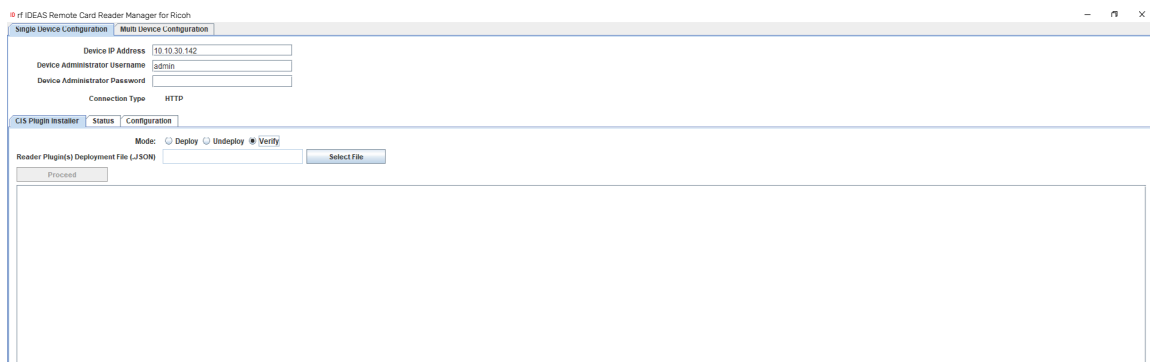 rf IDEAS Remote Card Reader Manager for Ricoh
Single Device Configuration Multi Device Configuration
Device IP Address 10.10.30.142
Device Administrator Username admin
Device Administrator Password
Connection Type HTTP
CIS Plugin Installer Status Configuration
Mode: Deploy Undeploy Verify
Reader Plugin(s) Deployment File (.JSON) Select File
Proceed